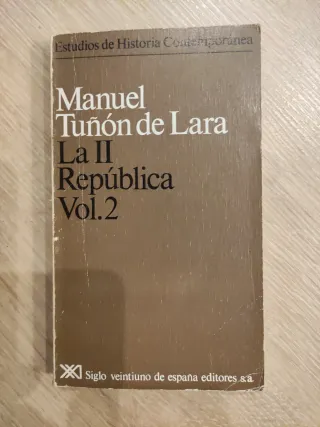 Estudios de Historia Contemporánea
Manuel
Tuñón de Lara
La II
República
Vol.2
Siglo veintiuno de españa editores s.a.